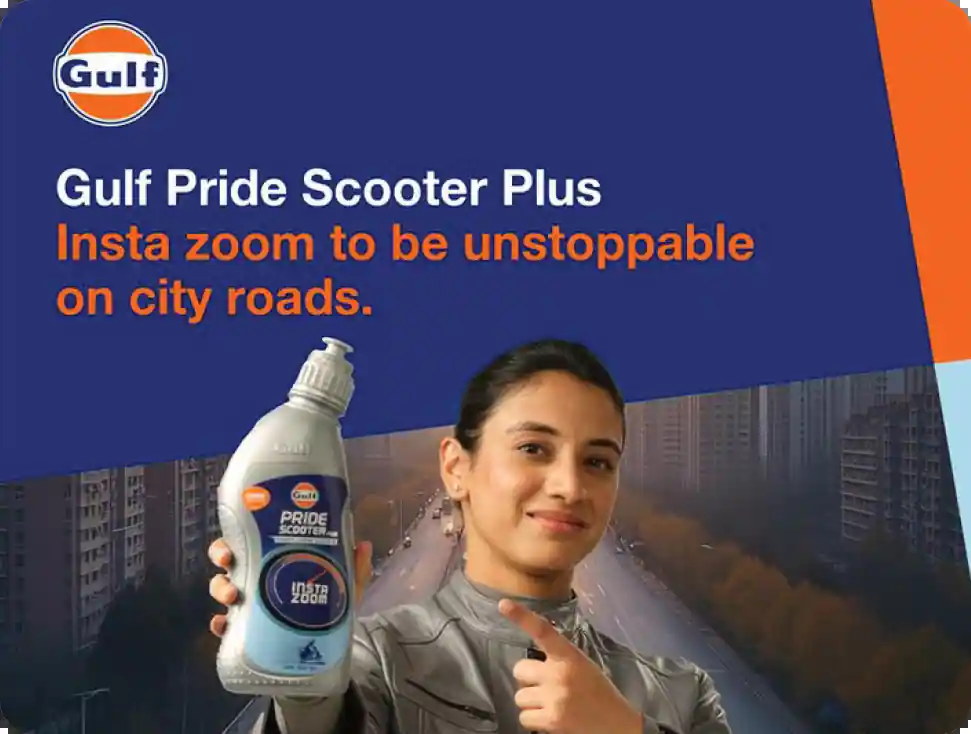 Gulf
Gulf Pride Scooter Plus
Insta zoom to be unstoppable
on city roads.
Gulf
PRIDE
SCOOTER
INSTA
ZOOM